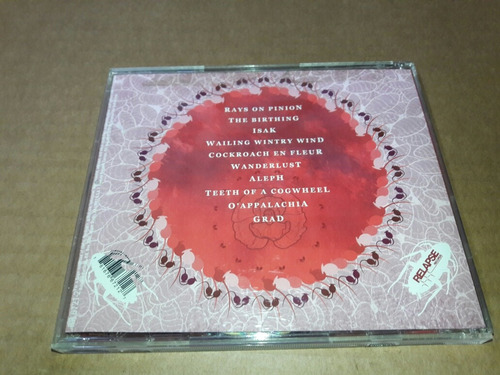 RAYS ON PINION
THE BIRTHING
ISAK
WAILING WINTRY WIND
COCKROACH EN FLEUR
WANDERLUST
ALEPH
TEETH OF A COGWHEEL
O'APPALACHIA
GRAD
RELAPSE